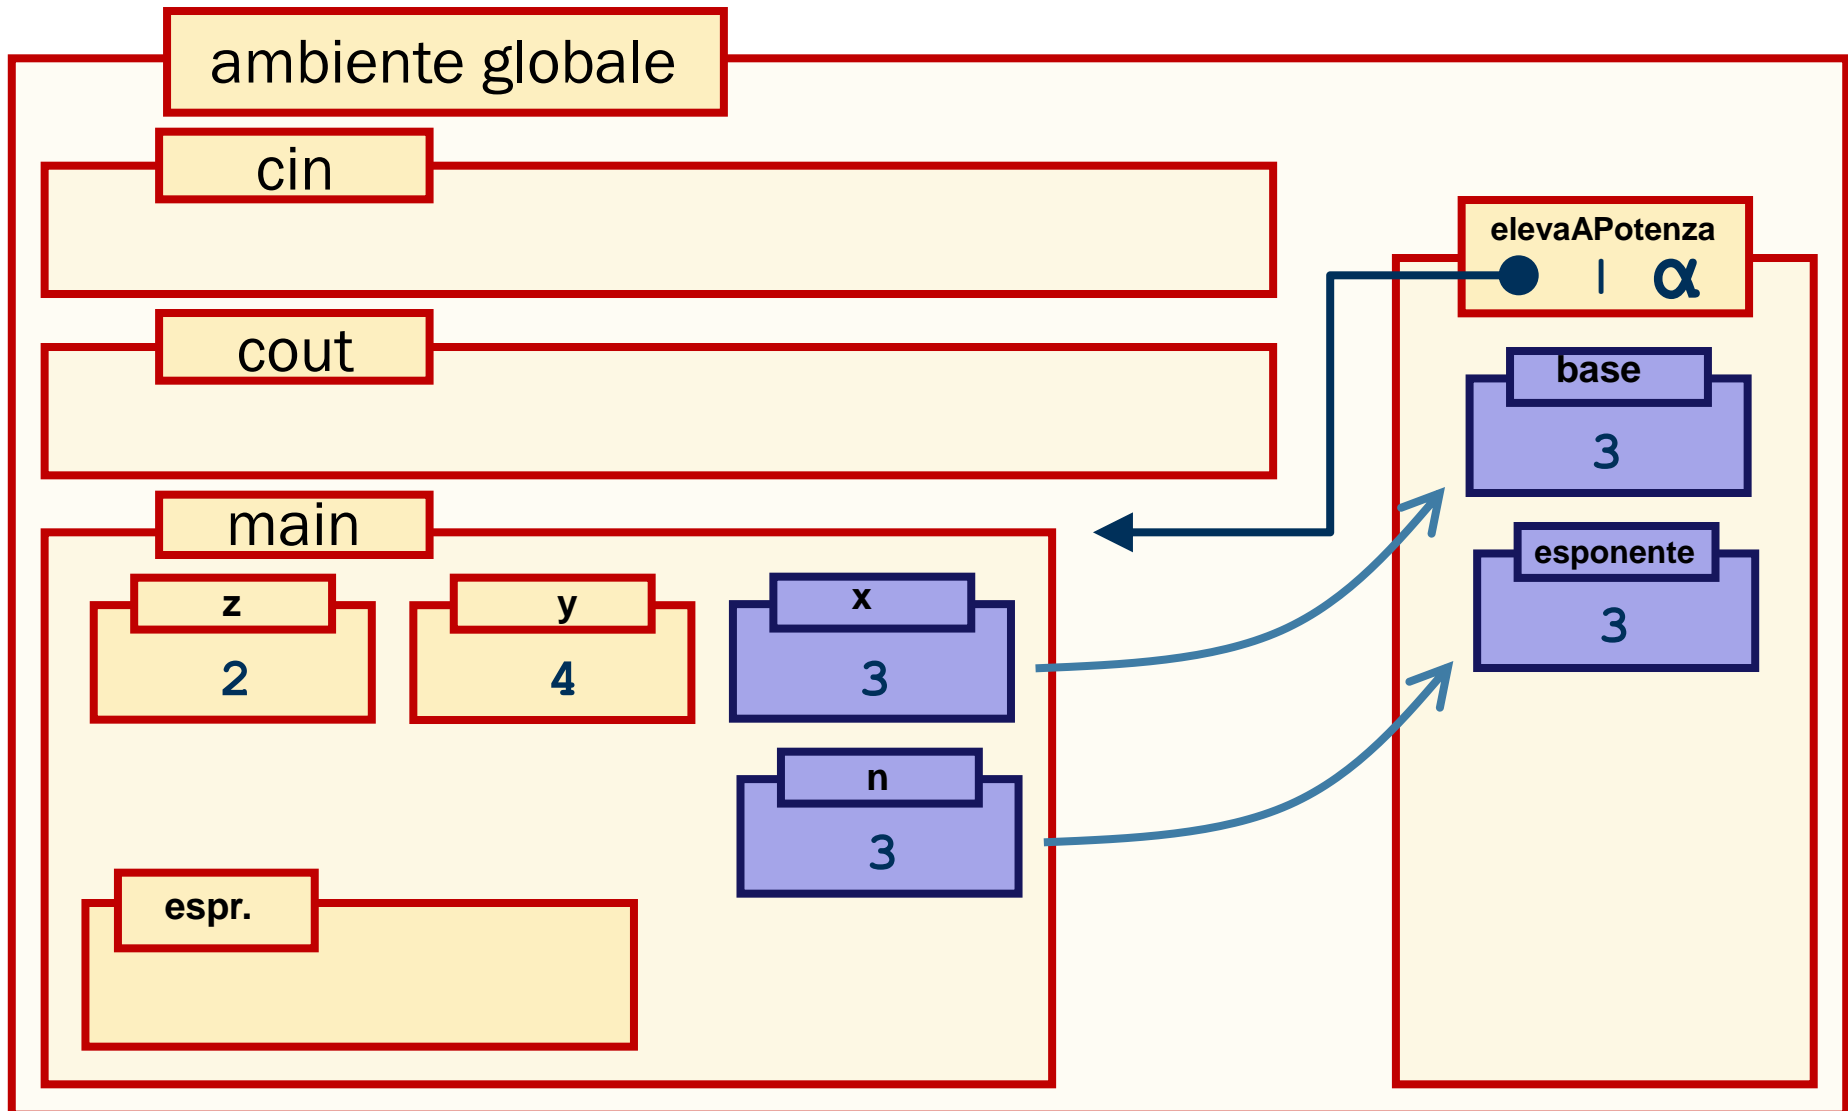 ambiente globale
cin
cout
main
z
2
y
4
x
3
n
3
espr.
elevaAPotenza
| α
base
3
esponente
3